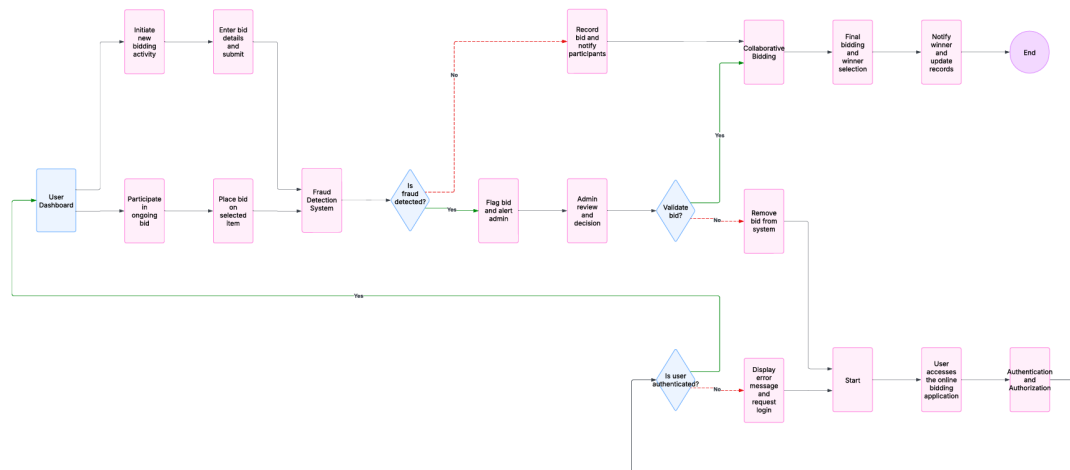 Initiate
new
bidding
activity
Enter bid
details
and
submit
Record
bid and
notify
participants
Collaborative
Bidding
Final
bidding
and
winner
selection
Notify
winner
and
update
records
End
No
Yes
User
Dashboard
Participate
in
ongoing
bid
Place bid
on
selected
item
Fraud
Detection
System
Is
fraud
detected?
Yes
Flag bid
and alert
admin
Admin
review
and
decision
Validate
bid?
No
Remove
bid from
system
Yes
Is user
authenticated?
No
Display
error
message
and
request
login
Start
User
accesses
the online
bidding
application
Authentication
and
Authorization